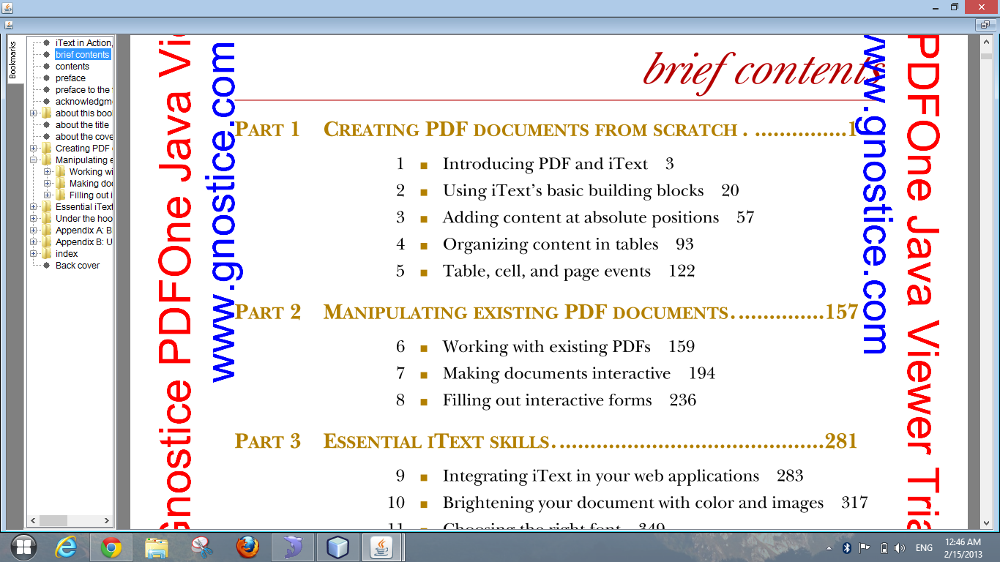 Bookmarks
iText in Action,
brief contents
contents
preface
preface to the
acknowledgm
about this boo
about the title
about the cove
Creating PDF
Manipulating e
Working wi
Making do
Filling out i
Essential iText
Under the hoo
Appendix A: B
Appendix B: U
index
Back cover
Gnostice PDFOne Java Vie
www.gnostice.com
brief contents
PART 1 CREATING PDF DOCUMENTS FROM SCRATCH . ...............1
1 ■ Introducing PDF and iText 3
2 ■ Using iText’s basic building blocks 20
3 ■ Adding content at absolute positions 57
4 ■ Organizing content in tables 93
5 ■ Table, cell, and page events 122
PART 2 MANIPULATING EXISTING PDF DOCUMENTS. ..............157
6 ■ Working with existing PDFs 159
7 ■ Making documents interactive 194
8 ■ Filling out interactive forms 236
PART 3 ESSENTIAL ITEXT SKILLS. ...........................................281
9 ■ Integrating iText in your web applications 283
10 ■ Brightening your document with color and images 317
11 ■ Choosing the right font 349
www.gnostice.com
PDFOne Java Viewer Tria
ENG
12:46 AM
2/15/2013